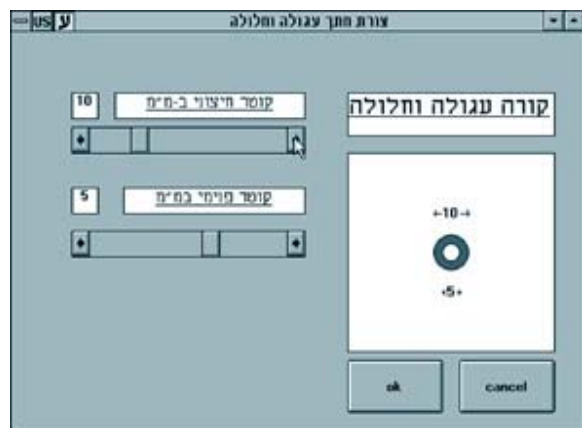 צורת חתך עגולה וחלולה
US ע
קורה עגולה וחלולה
קוטר חיצוני ב-מ״מ
10
קוטר פנימי במ״מ
5
10
5
ok
cancel